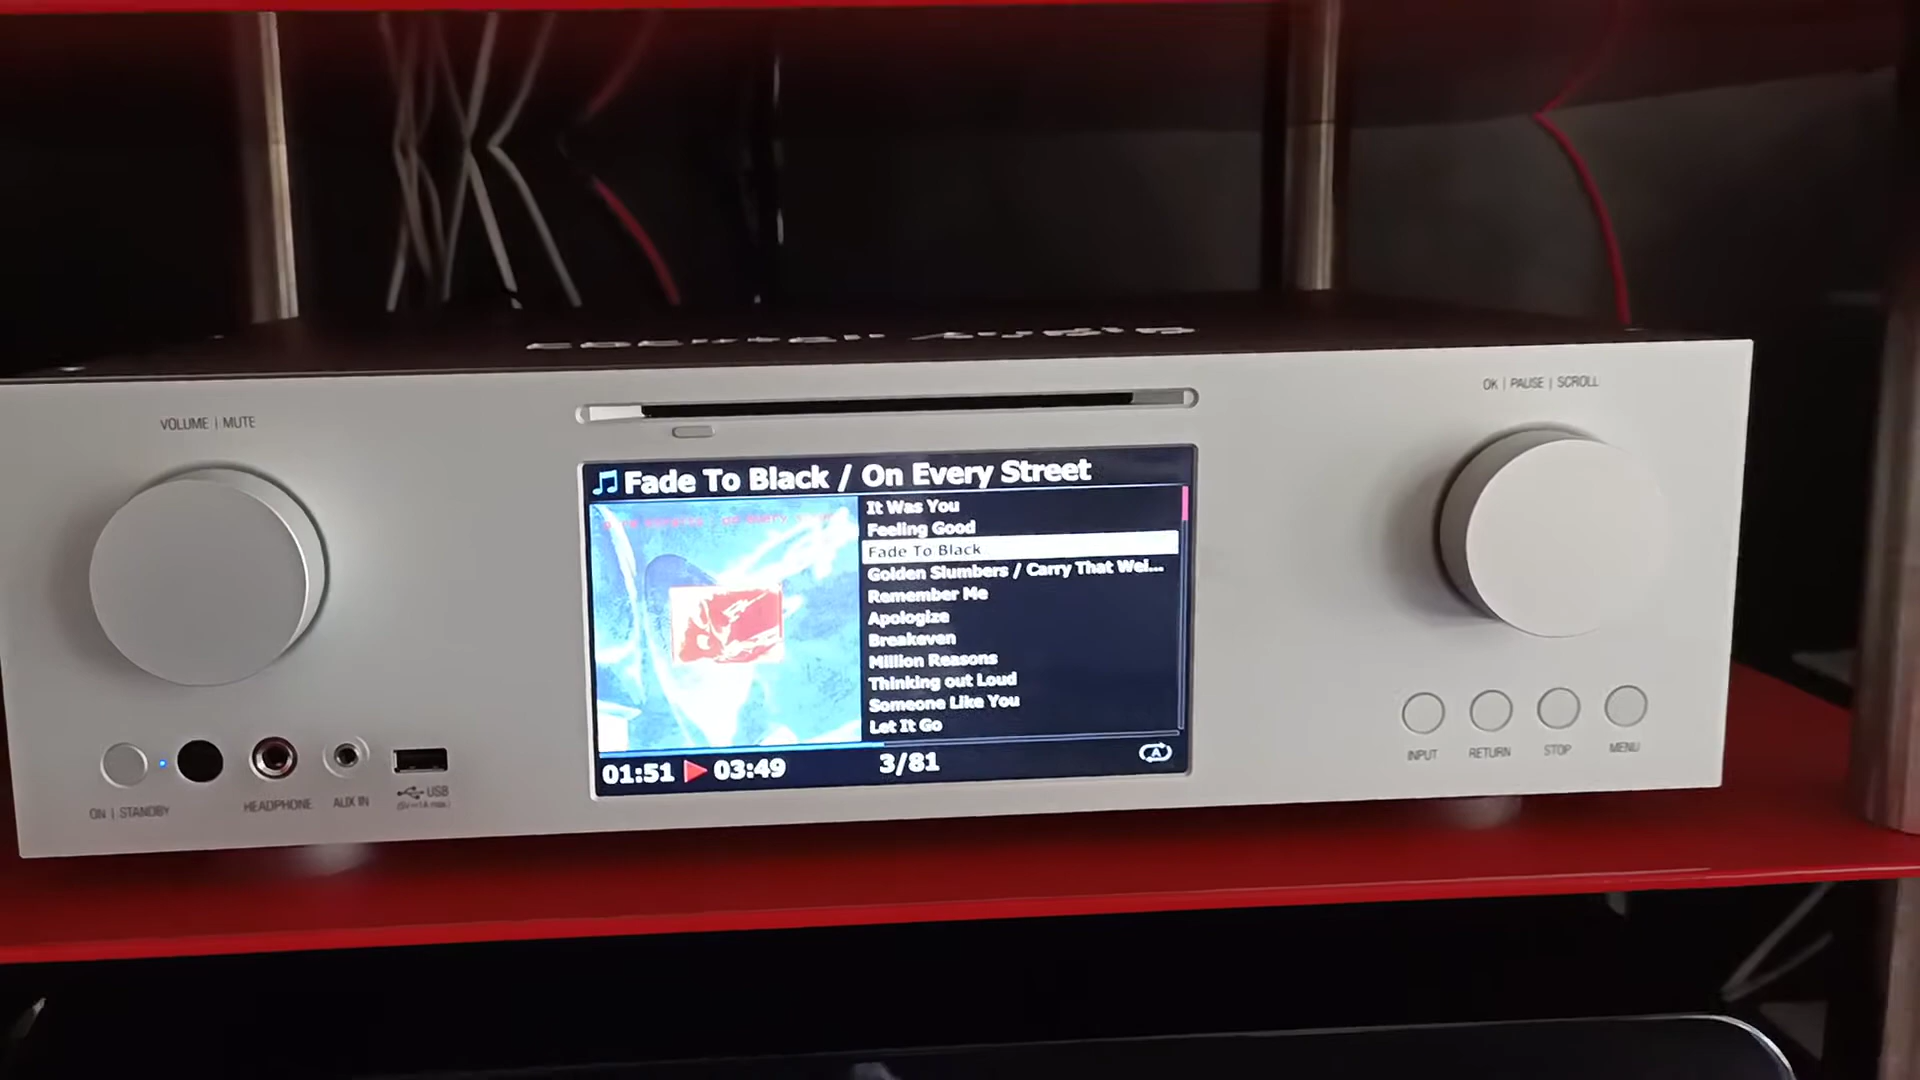 cocktail Audio
VOLUME | MUTE
OK | PAUSE | SCROLL
Fade To Black / On Every Street
It Was You
Feeling Good
Fade To Black
Golden Slumbers / Carry That Wei...
Remember Me
Apologize
Breakeven
Million Reasons
Thinking out Loud
Someone Like You
Let It Go
01:51 03:49 3/81
A
ON | STANDBY
HEADPHONE
AUX IN
USB
INPUT
RETURN
STOP
MENU